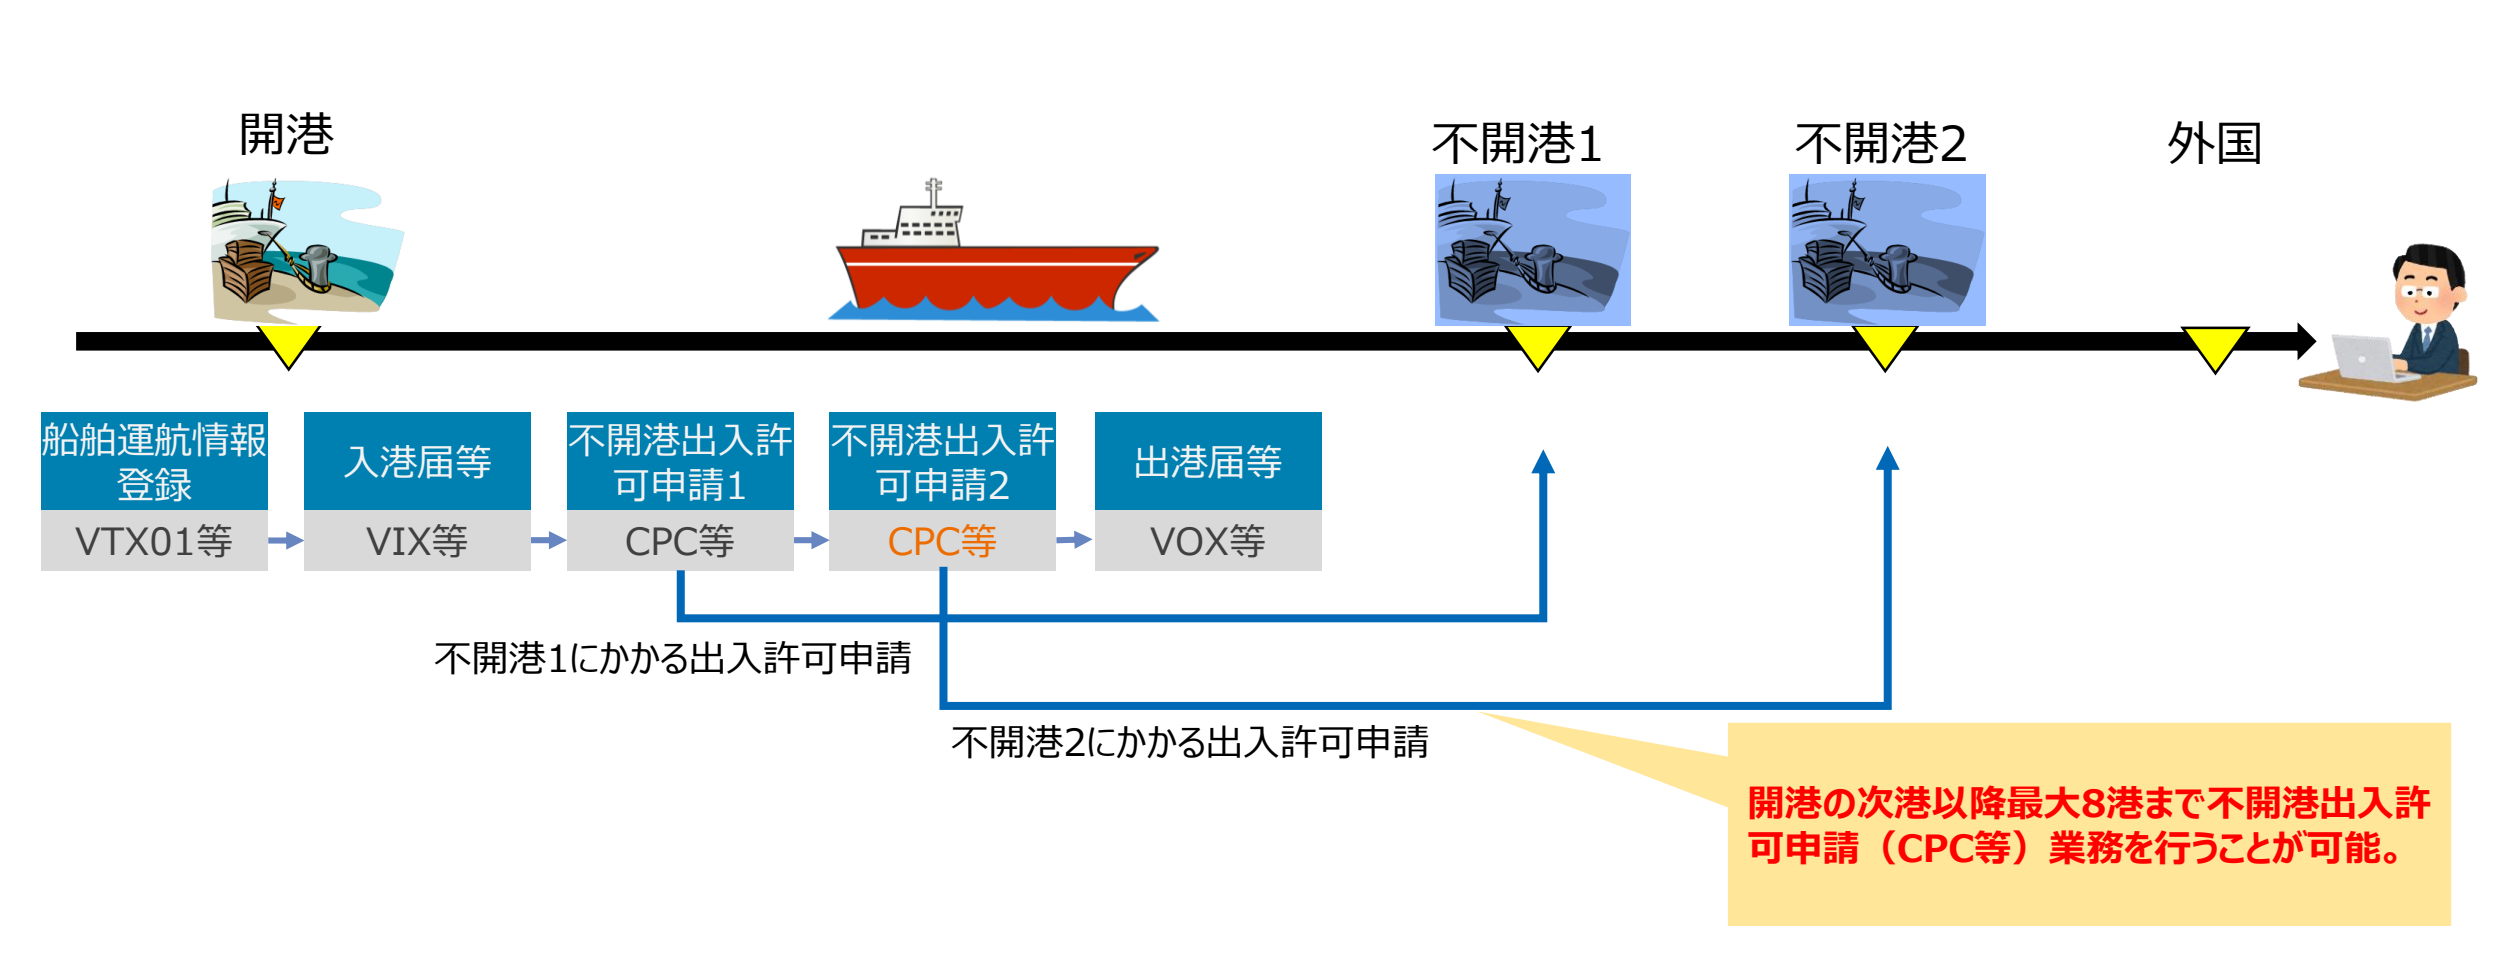 開港
不開港1
不開港2
外国
船舶運航情報
登録
VTX01等
入港届等
VIX等
不開港出入許
可申請1
CPC等
不開港出入許
可申請2
CPC等
出港届等
VOX等
不開港1にかかる出入許可申請
不開港2にかかる出入許可申請
開港の次港以降最大8港まで不開港出入許
可申請（CPC等）業務を行うことが可能。